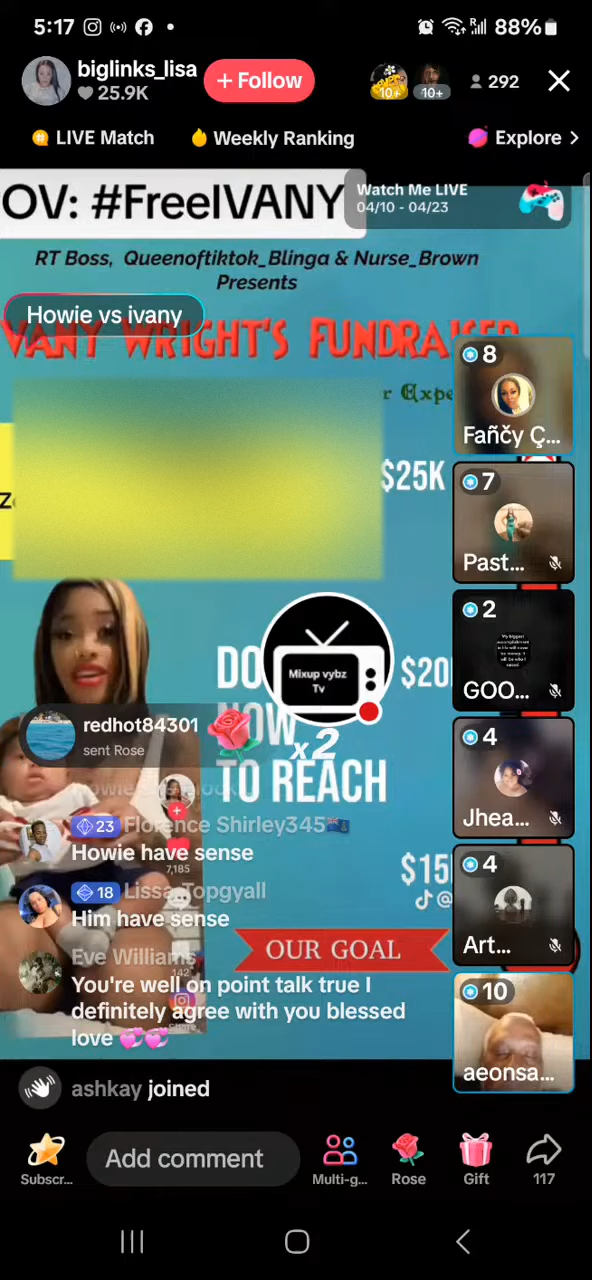 5:17
88%
biglinks_lisa
25.9K
+ Follow
10+
10+
292
LIVE Match
Weekly Ranking
Explore >
OV: #FreeIVANY
Watch Me LIVE
04/10 - 04/23
RT Boss, Queenoftiktok_Blinga & Nurse_Brown
Presents
Howie vs ivany
VANY WRIGHT'S FUNDRAISER
r Expe
$25K
8
Fañčy Ç...
7
Past...
2
GOO...
4
Jhea...
4
Art...
10
aeonsa...
DO
NOW
TO REACH
Mixup vybz
Tv
$20
redhot84301
sent Rose
x2
23 Florence Shirley345
Howie have sense
7,185
$15
18 Lissa Topgyall
Him have sense
OUR GOAL
Eve Williams
142
You're well on point talk true I
definitely agree with you blessed
love
ashkay joined
Subscr...
Add comment
Multi-g...
Rose
Gift
117